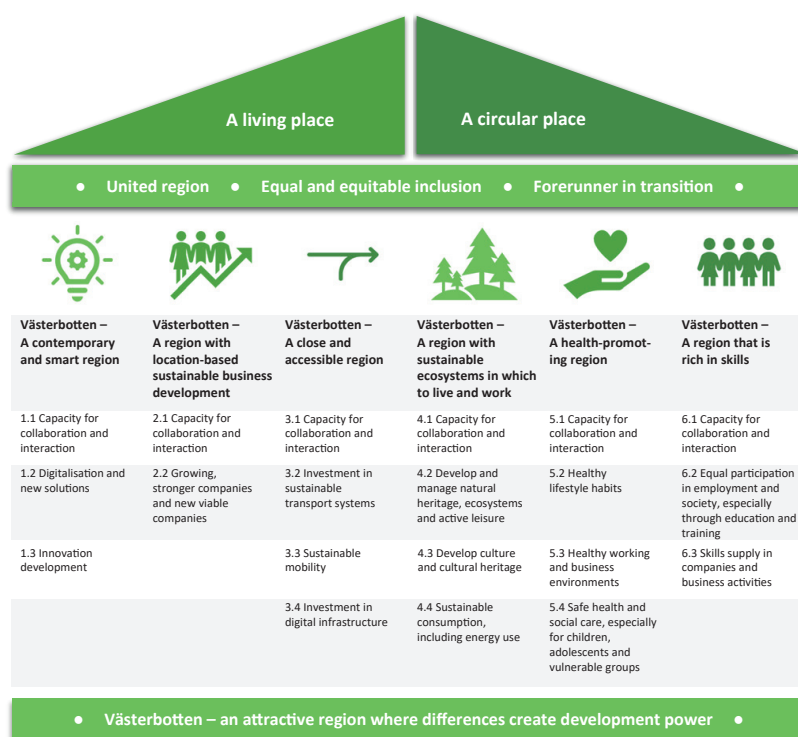 A living place
A circular place
● United region ● Equal and equitable inclusion ● Forerunner in transition ●
Västerbotten –
A contemporary
and smart region
Västerbotten –
A region with
location-based
sustainable business
development
Västerbotten –
A close and
accessible region
Västerbotten –
A region with
sustainable
ecosystems in which
to live and work
Västerbotten –
A health-promot-
ing region
Västerbotten –
A region that is
rich in skills
1.1 Capacity for
collaboration and
interaction
2.1 Capacity for
collaboration and
interaction
3.1 Capacity for
collaboration and
interaction
4.1 Capacity for
collaboration and
interaction
5.1 Capacity for
collaboration and
interaction
6.1 Capacity for
collaboration and
interaction
1.2 Digitalisation and
new solutions
2.2 Growing,
stronger companies
and new viable
companies
3.2 Investment in
sustainable
transport systems
4.2 Develop and
manage natural
heritage, ecosystems
and active leisure
5.2 Healthy
lifestyle habits
6.2 Equal participation
in employment and
society, especially
through education and
training
1.3 Innovation
development
3.3 Sustainable
mobility
4.3 Develop culture
and cultural heritage
5.3 Healthy working
and business
environments
6.3 Skills supply in
companies and
business activities
3.4 Investment in
digital infrastructure
4.4 Sustainable
consumption,
including energy use
5.4 Safe health and
social care, especially
for children,
adolescents and
vulnerable groups
● Västerbotten – an attractive region where differences create development power ●